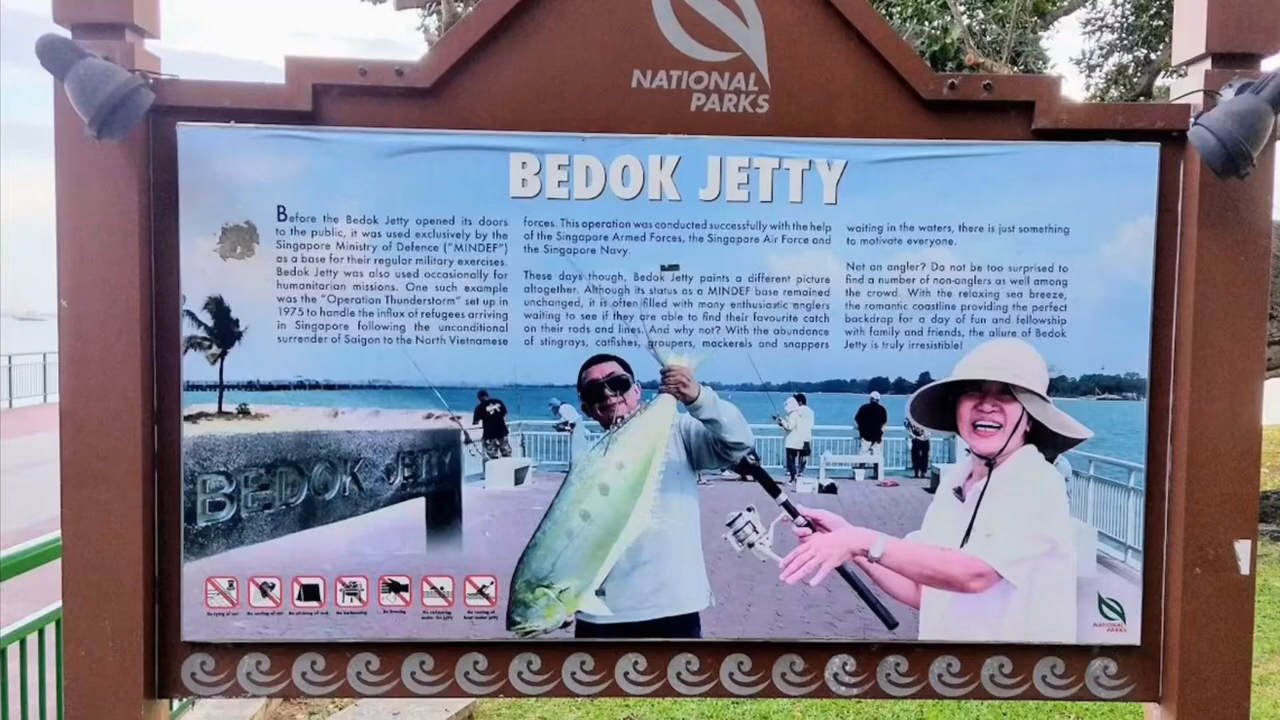 NATIONAL
PARKS
BEDOK JETTY
Before the Bedok Jetty opened its doors
to the public, it was used exclusively by the
Singapore Ministry of Defence ("MINDEF")
as a base for their regular military exercises.
Bedok Jetty was also used occasionally for
humanitarian missions. One such example
was the "Operation Thunderstorm" set up in
1975 to handle the influx of refugees arriving
in Singapore following the unconditional
surrender of Saigon to the North Vietnamese
forces. This operation was conducted successfully with the help
of the Singapore Armed Forces, the Singapore Air Force and
the Singapore Navy.
These days though, Bedok Jetty paints a different picture
altogether. Although its status as a MINDEF base remained
unchanged, it is often filled with many enthusiastic anglers
waiting to see if they are able to find their favourite catch
on their rods and lines. And why not? With the abundance
of stingrays, catfishes, groupers, mackerels and snappers
waiting in the waters, there is just something
to motivate everyone.
Not an angler? Do not be too surprised to
find a number of non-anglers as well among
the crowd. With the relaxing sea breeze,
the romantic coastline providing the perfect
backdrop for a day of fun and fellowship
with family and friends, the allure of Bedok
Jetty is truly irresistible!
BEDOK JETTY
NATIONAL
PARKS